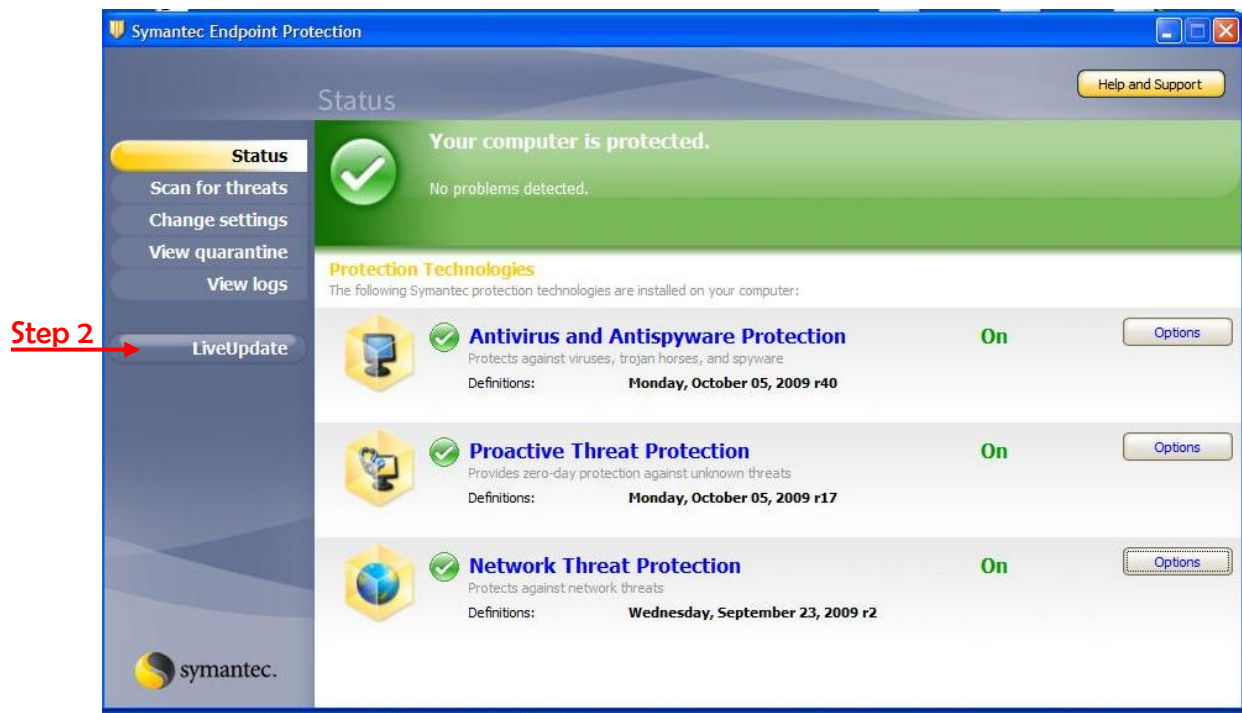 Symantec Endpoint Protection
Status
Help and Support
Status
Scan for threats
Change settings
View quarantine
View logs
Step 2
LiveUpdate
symantec.
Your computer is protected.
No problems detected.
Protection Technologies
The following Symantec protection technologies are installed on your computer:
Antivirus and Antispyware Protection On Options
Protects against viruses, trojan horses, and spyware
Definitions: Monday, October 05, 2009 r40
Proactive Threat Protection On Options
Provides zero-day protection against unknown threats
Definitions: Monday, October 05, 2009 r17
Network Threat Protection On Options
Protects against network threats
Definitions: Wednesday, September 23, 2009 r2